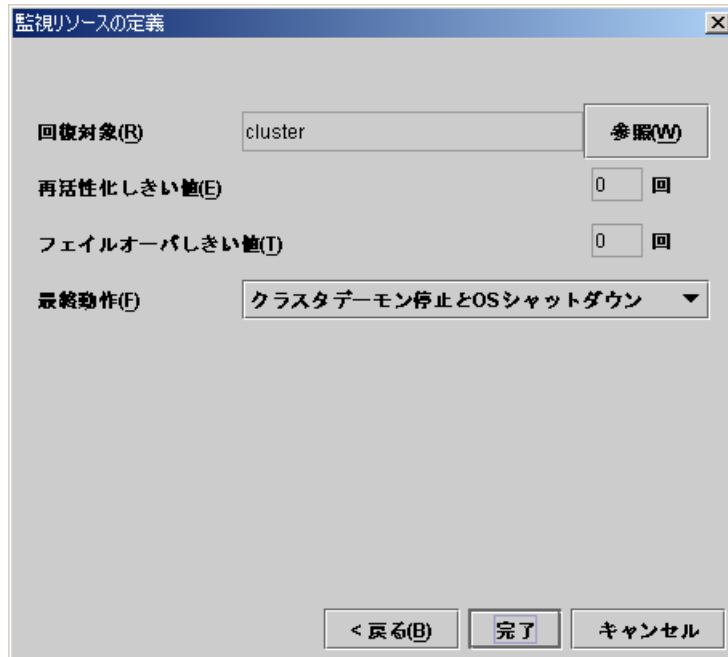 監視リソースの定義
回復対象(R) cluster 参照(W)
再活性化しきい値(E) 0 回
フェイルオーバしきい値(T) 0 回
最終動作(F) クラスタデーモン停止とOSシャットダウン
< 戻る(B) 完了 キャンセル